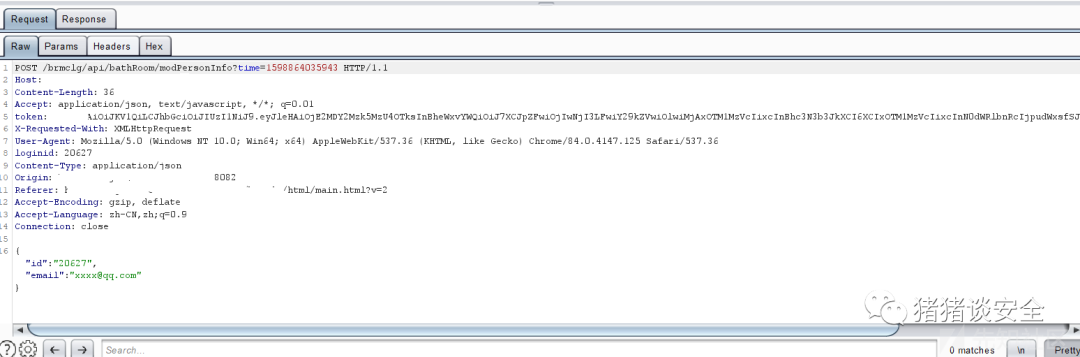 Request Response
Raw Params Headers Hex
1 POST /brmclg/api/bathRoom/modPersonInfo?time=1598864035943 HTTP/1.1
2 Host:
3 Content-Length: 36
4 Accept: application/json, text/javascript, */*; q=0.01
5 token:
6 X-Requested-With: XMLHttpRequest
7 User-Agent: Mozilla/5.0 (Windows NT 10.0; Win64; x64) AppleWebKit/537.36 (KHTML, like Gecko) Chrome/84.0.4147.125 Safari/537.36
8 loginid: 20627
9 Content-Type: application/json
10 Origin: 8082
11 Referer: /html/main.html?v=2
12 Accept-Encoding: gzip, deflate
13 Accept-Language: zh-CN,zh;q=0.9
14 Connection: close
15
16 {
"id":"20627",
"email":"xxxx@qq.com"
}
猪猪谈安全
Search... 0 matches \n Pretty